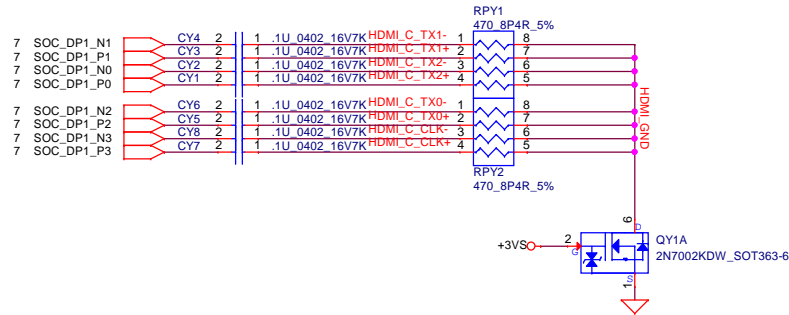 RPY1
470_8P4R_5%
7 SOC_DP1_N1 CY4 2 1 .1U_0402_16V7K HDMI_C_TX1- 1 8
7 SOC_DP1_P1 CY3 2 1 .1U_0402_16V7K HDMI_C_TX1+ 2 7
7 SOC_DP1_N0 CY2 2 1 .1U_0402_16V7K HDMI_C_TX2- 3 6
7 SOC_DP1_P0 CY1 2 1 .1U_0402_16V7K HDMI_C_TX2+ 4 5
7 SOC_DP1_N2 CY6 2 1 .1U_0402_16V7K HDMI_C_TX0- 1 8
7 SOC_DP1_P2 CY5 2 1 .1U_0402_16V7K HDMI_C_TX0+ 2 7
7 SOC_DP1_N3 CY8 2 1 .1U_0402_16V7K HDMI_C_CLK- 3 6
7 SOC_DP1_P3 CY7 2 1 .1U_0402_16V7K HDMI_C_CLK+ 4 5
HDMI_GND
RPY2
470_8P4R_5%
6
D
+3VS 2 G
QY1A
2N7002KDW_SOT363-6
S
1